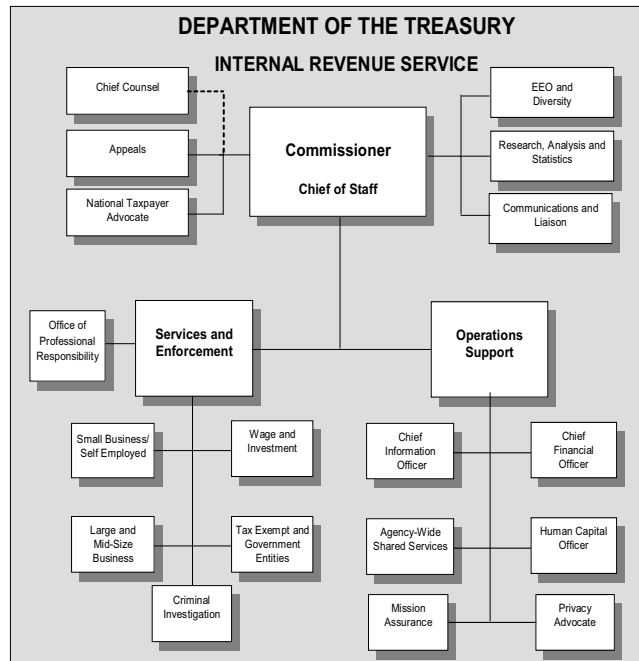 DEPARTMENT OF THE TREASURY
INTERNAL REVENUE SERVICE
Chief Counsel
Appeals
National Taxpayer
Advocate
Commissioner
Chief of Staff
EEO and
Diversity
Research, Analysis and
Statistics
Communications and
Liaison
Office of
Professional
Responsibility
Services and
Enforcement
Operations
Support
Small Business/
Self Employed
Wage and
Investment
Large and
Mid-Size
Business
Tax Exempt and
Government
Entities
Criminal
Investigation
Chief
Information
Officer
Chief
Financial
Officer
Agency-Wide
Shared Services
Human Capital
Officer
Mission
Assurance
Privacy
Advocate